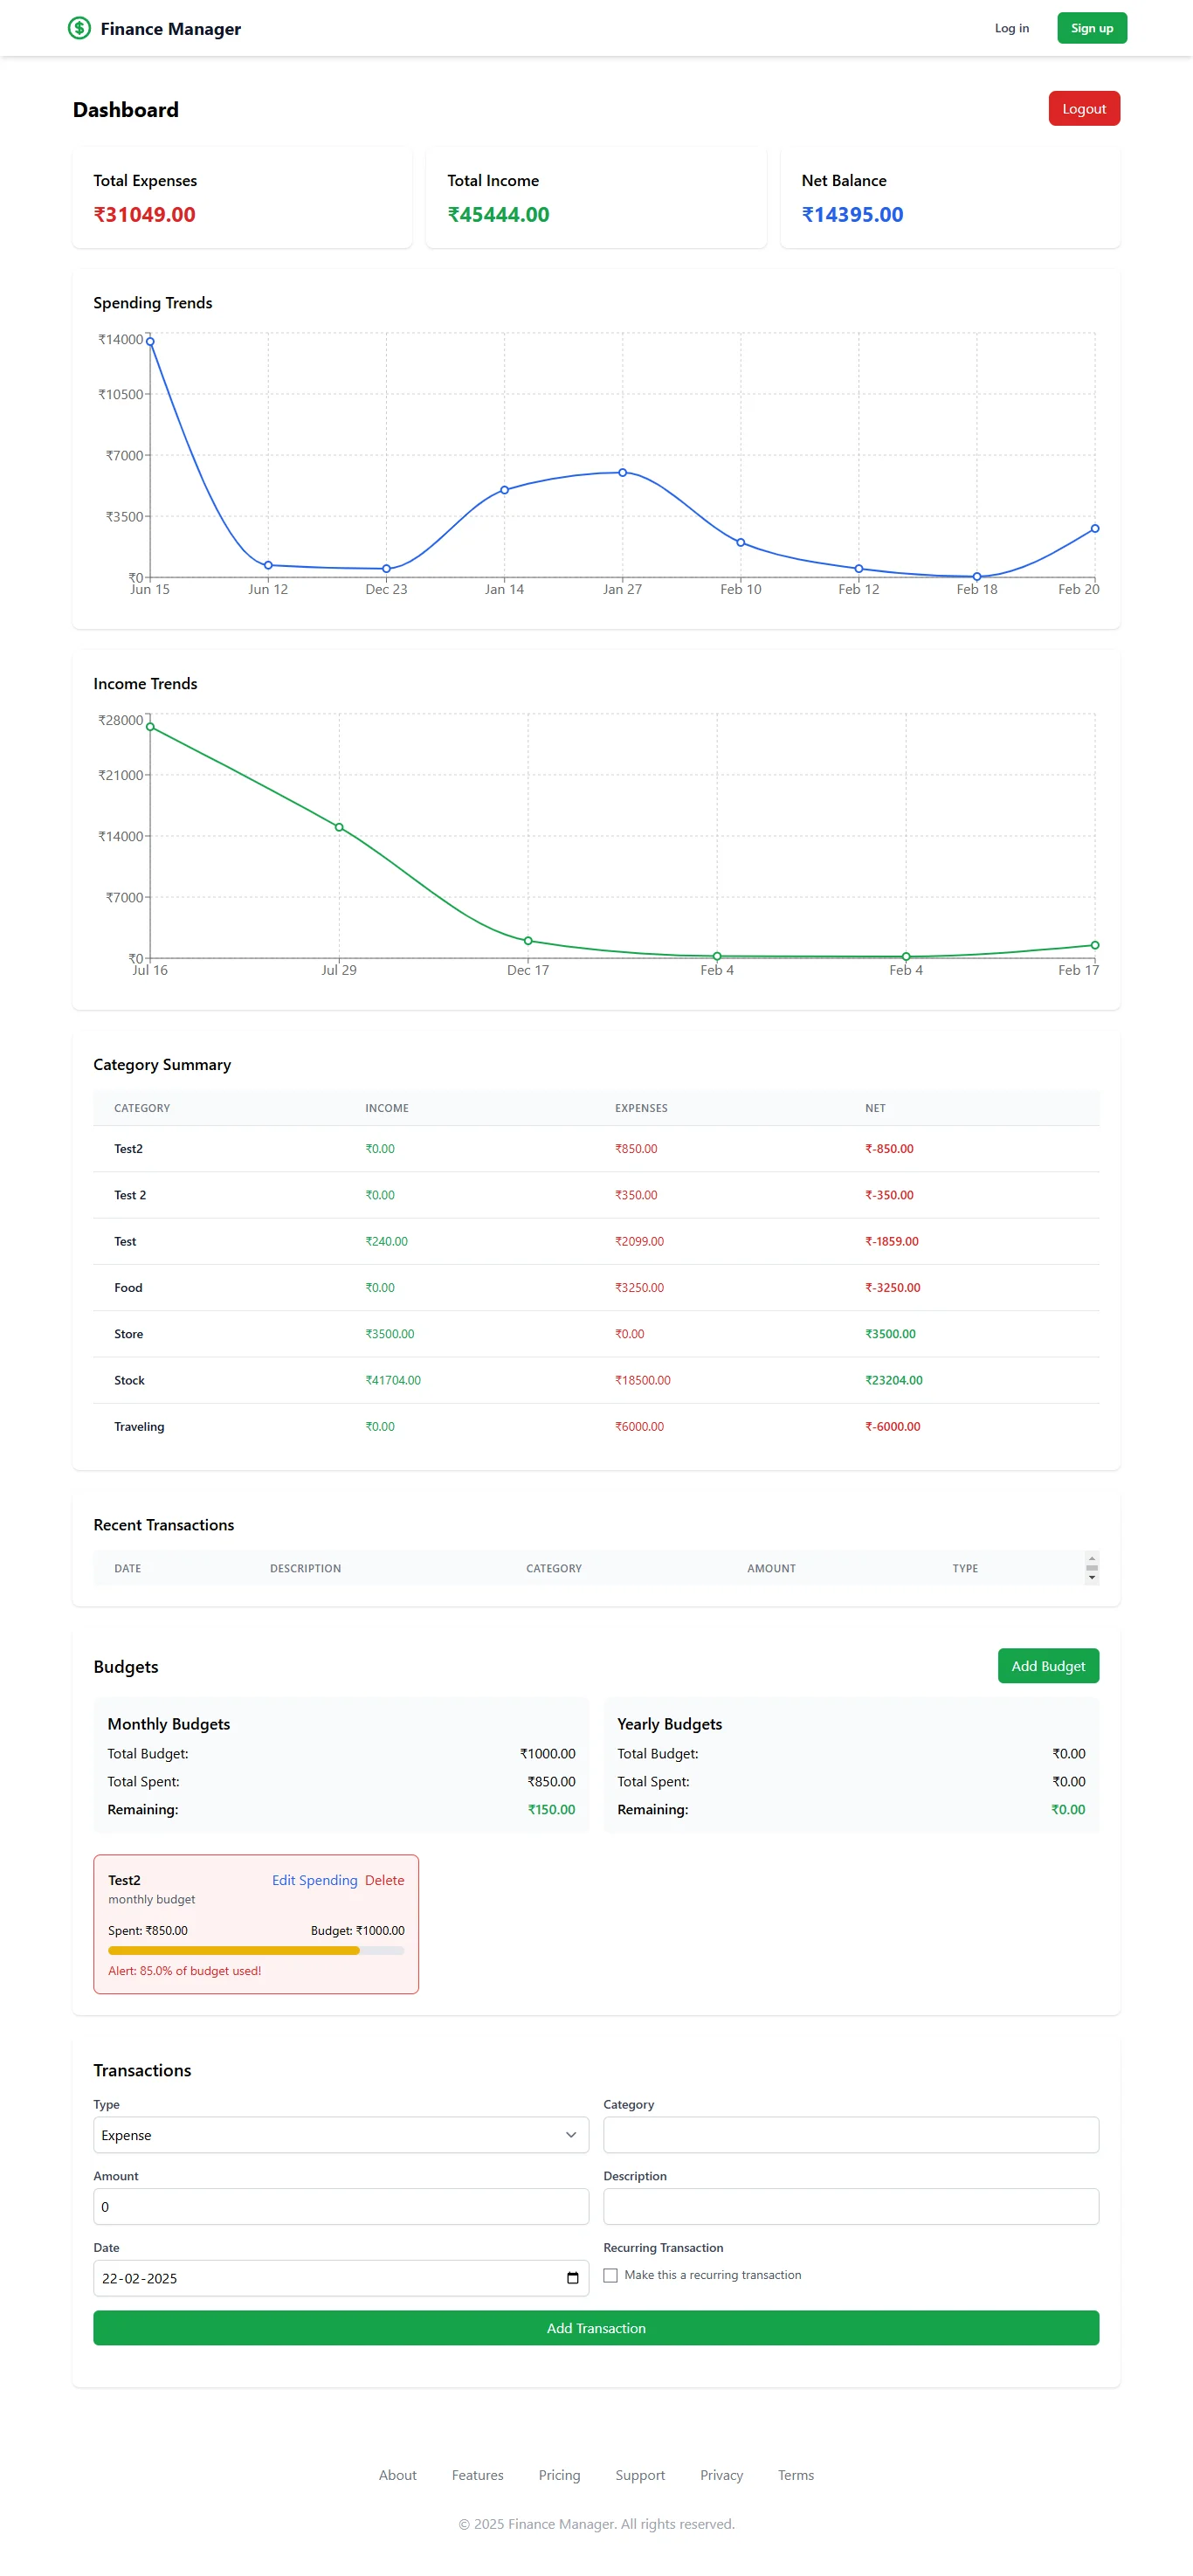 Finance Manager
Log in
Sign up
Dashboard
Logout
Total Expenses
₹31049.00
Total Income
₹45444.00
Net Balance
₹14395.00
Spending Trends
₹14000
₹10500
₹7000
₹3500
₹0
Jun 15 Jun 12 Dec 23 Jan 14 Jan 27 Feb 10 Feb 12 Feb 18 Feb 20
Income Trends
₹28000
₹21000
₹14000
₹7000
₹0
Jul 16 Jul 29 Dec 17 Feb 4 Feb 4 Feb 17
Category Summary
CATEGORY INCOME EXPENSES NET
Test2 ₹0.00 ₹850.00 ₹-850.00
Test 2 ₹0.00 ₹350.00 ₹-350.00
Test ₹240.00 ₹2099.00 ₹-1859.00
Food ₹0.00 ₹3250.00 ₹-3250.00
Store ₹3500.00 ₹0.00 ₹3500.00
Stock ₹41704.00 ₹18500.00 ₹23204.00
Traveling ₹0.00 ₹6000.00 ₹-6000.00
Recent Transactions
DATE DESCRIPTION CATEGORY AMOUNT TYPE
Budgets
Add Budget
Monthly Budgets
Total Budget: ₹1000.00
Total Spent: ₹850.00
Remaining: ₹150.00
Yearly Budgets
Total Budget: ₹0.00
Total Spent: ₹0.00
Remaining: ₹0.00
Test2 Edit Spending Delete
monthly budget
Spent: ₹850.00 Budget: ₹1000.00
Alert: 85.0% of budget used!
Transactions
Type
Expense
Category
Amount
0
Description
Date
22-02-2025
Recurring Transaction
Make this a recurring transaction
Add Transaction
About Features Pricing Support Privacy Terms
© 2025 Finance Manager. All rights reserved.